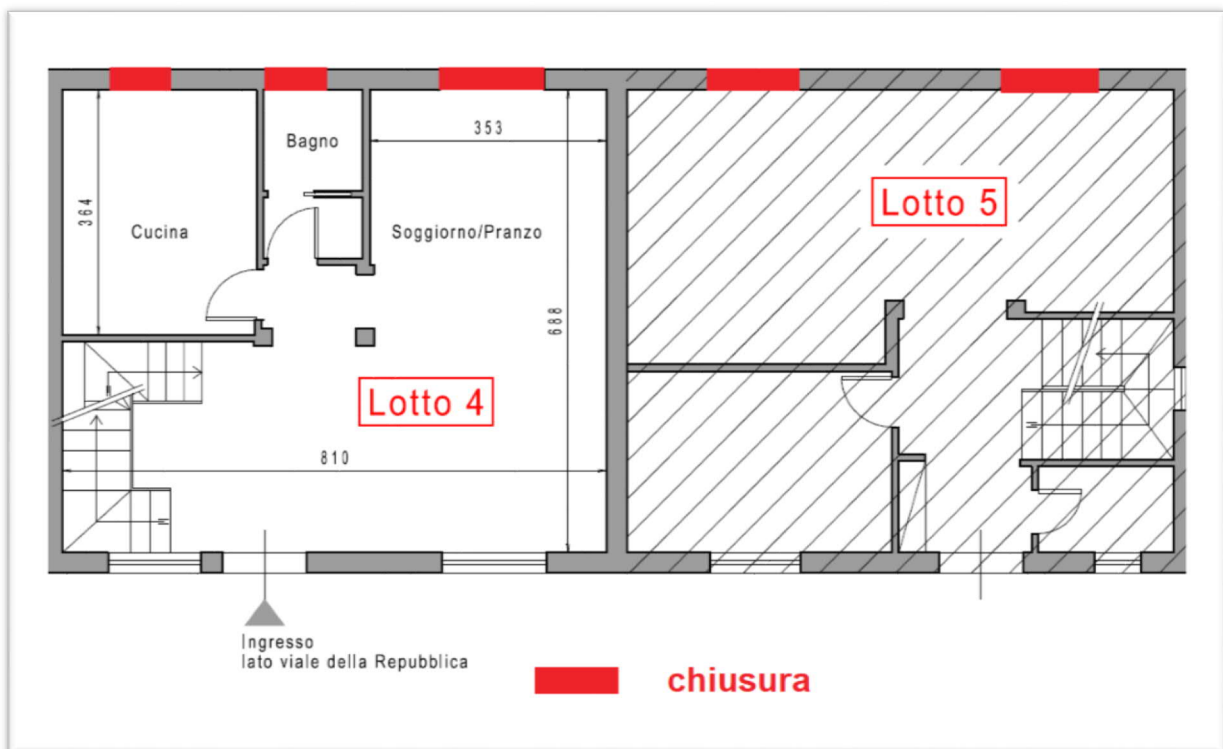 Bagno
353
364
Cucina
Soggiorno/Pranzo
Lotto 5
688
Lotto 4
810
Ingresso
lato viale della Repubblica
chiusura